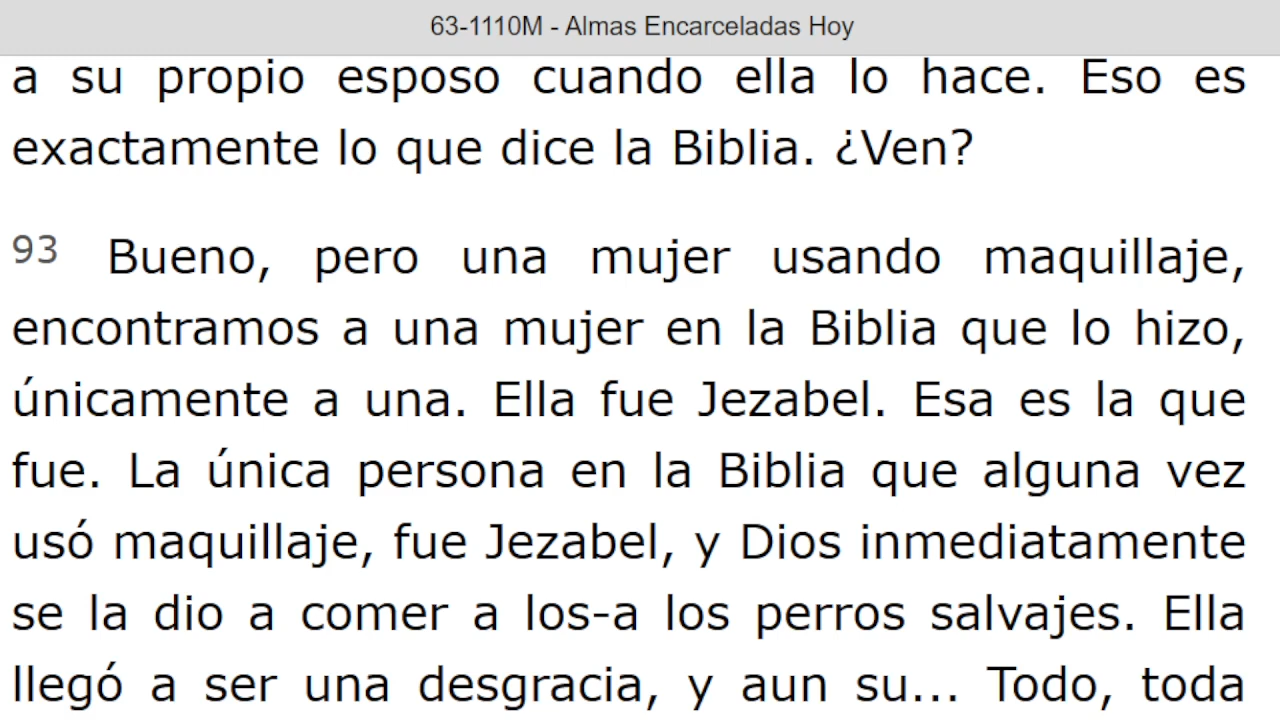 63-1110M - Almas Encarceladas Hoy
a su propio esposo cuando ella lo hace. Eso es
exactamente lo que dice la Biblia. ¿Ven?
93 Bueno, pero una mujer usando maquillaje,
encontramos a una mujer en la Biblia que lo hizo,
únicamente a una. Ella fue Jezabel. Esa es la que
fue. La única persona en la Biblia que alguna vez
usó maquillaje, fue Jezabel, y Dios inmediatamente
se la dio a comer a los-a los perros salvajes. Ella
llegó a ser una desgracia, y aun su... Todo, toda